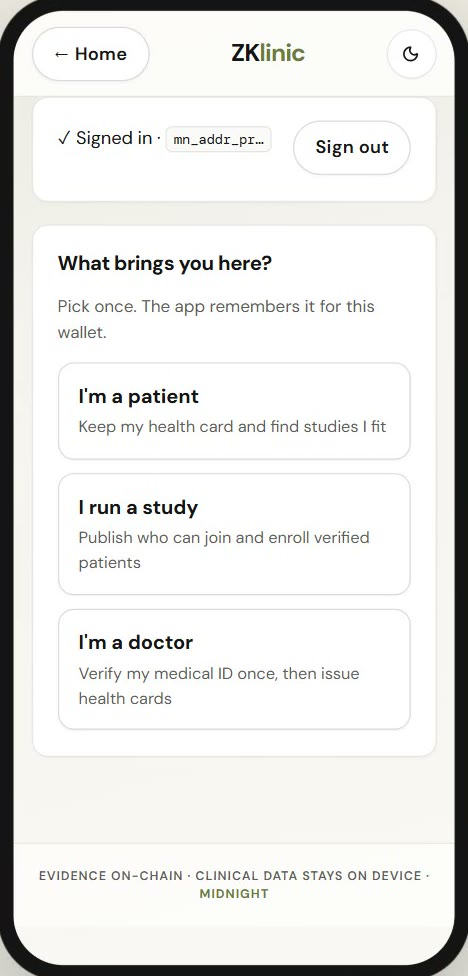 ← Home
ZKlinic
✓ Signed in · mn_addr_pr…
Sign out
What brings you here?
Pick once. The app remembers it for this
wallet.
I'm a patient
Keep my health card and find studies I fit
I run a study
Publish who can join and enroll verified
patients
I'm a doctor
Verify my medical ID once, then issue
health cards
EVIDENCE ON-CHAIN · CLINICAL DATA STAYS ON DEVICE ·
MIDNIGHT